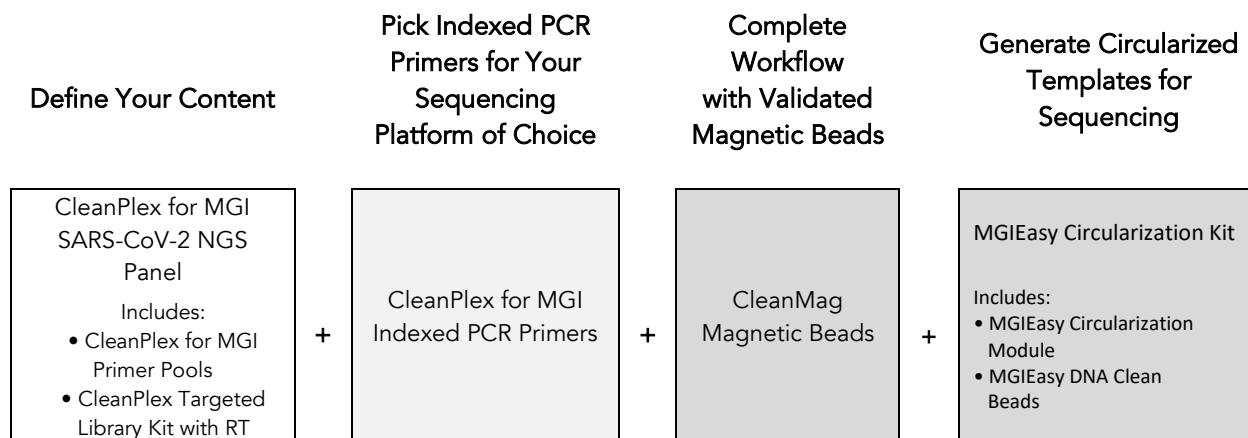 Define Your Content
Pick Indexed PCR
Primers for Your
Sequencing
Platform of Choice
Complete
Workflow
with Validated
Magnetic Beads
Generate Circularized
Templates for
Sequencing
CleanPlex for MGI
SARS-CoV-2 NGS
Panel
Includes:
• CleanPlex for MGI
Primer Pools
• CleanPlex Targeted
Library Kit with RT
+
CleanPlex for MGI
Indexed PCR Primers
+
CleanMag
Magnetic Beads
+
MGIEasy Circularization Kit
Includes:
• MGIEasy Circularization
Module
• MGIEasy DNA Clean
Beads